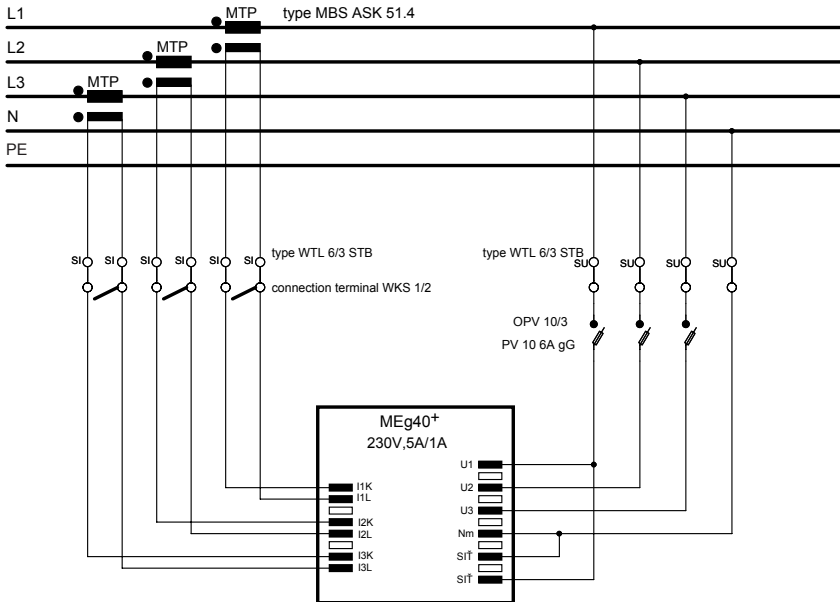 L1
MTP
type MBS ASK 51.4
L2
MTP
L3
MTP
N
PE
SI SI SI SI SI SI
type WTL 6/3 STB
connection terminal WKS 1/2
type WTL 6/3 STB
SU SU SU SU
OPV 10/3
PV 10 6A gG
MEg40+
230V,5A/1A
I1K
I1L
I2K
I2L
I3K
I3L
U1
U2
U3
Nm
SIŤ
SIŤ